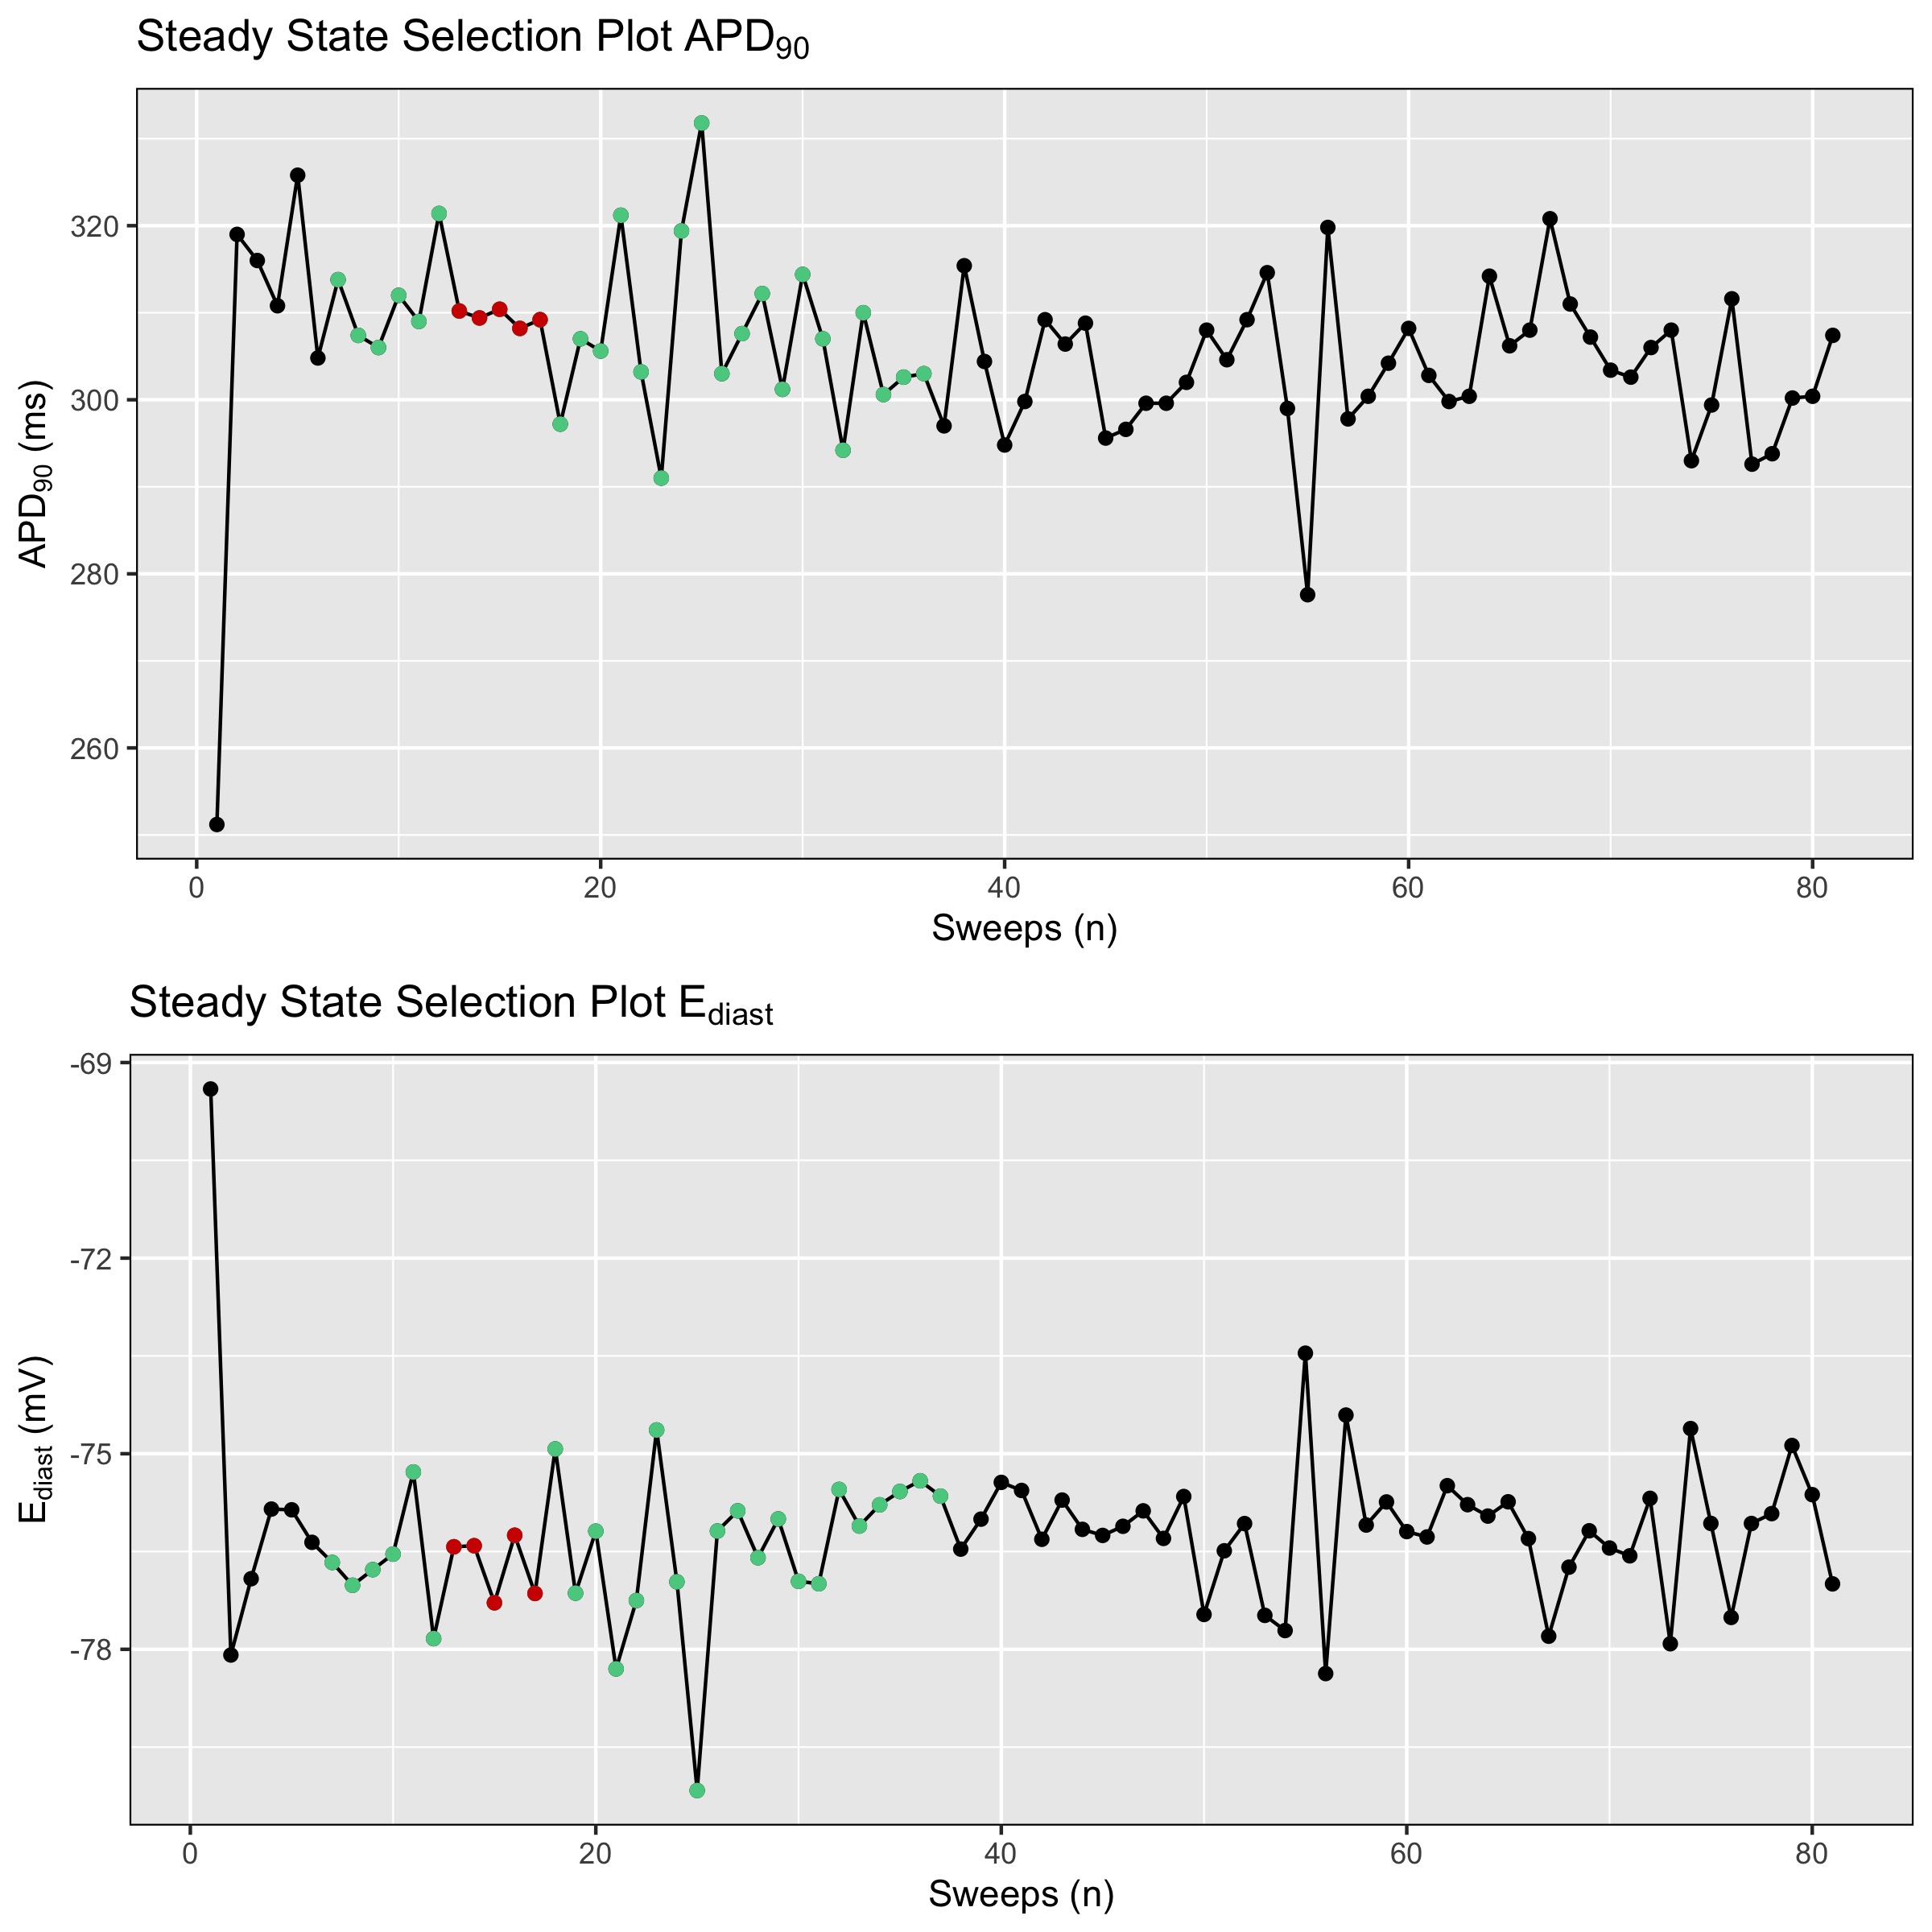 Steady State Selection Plot APD90
APD90 (ms)
320
300
280
260
0 20 40 60 80
Sweeps (n)
Steady State Selection Plot Ediast
Ediast (mV)
-69
-72
-75
-78
0 20 40 60 80
Sweeps (n)